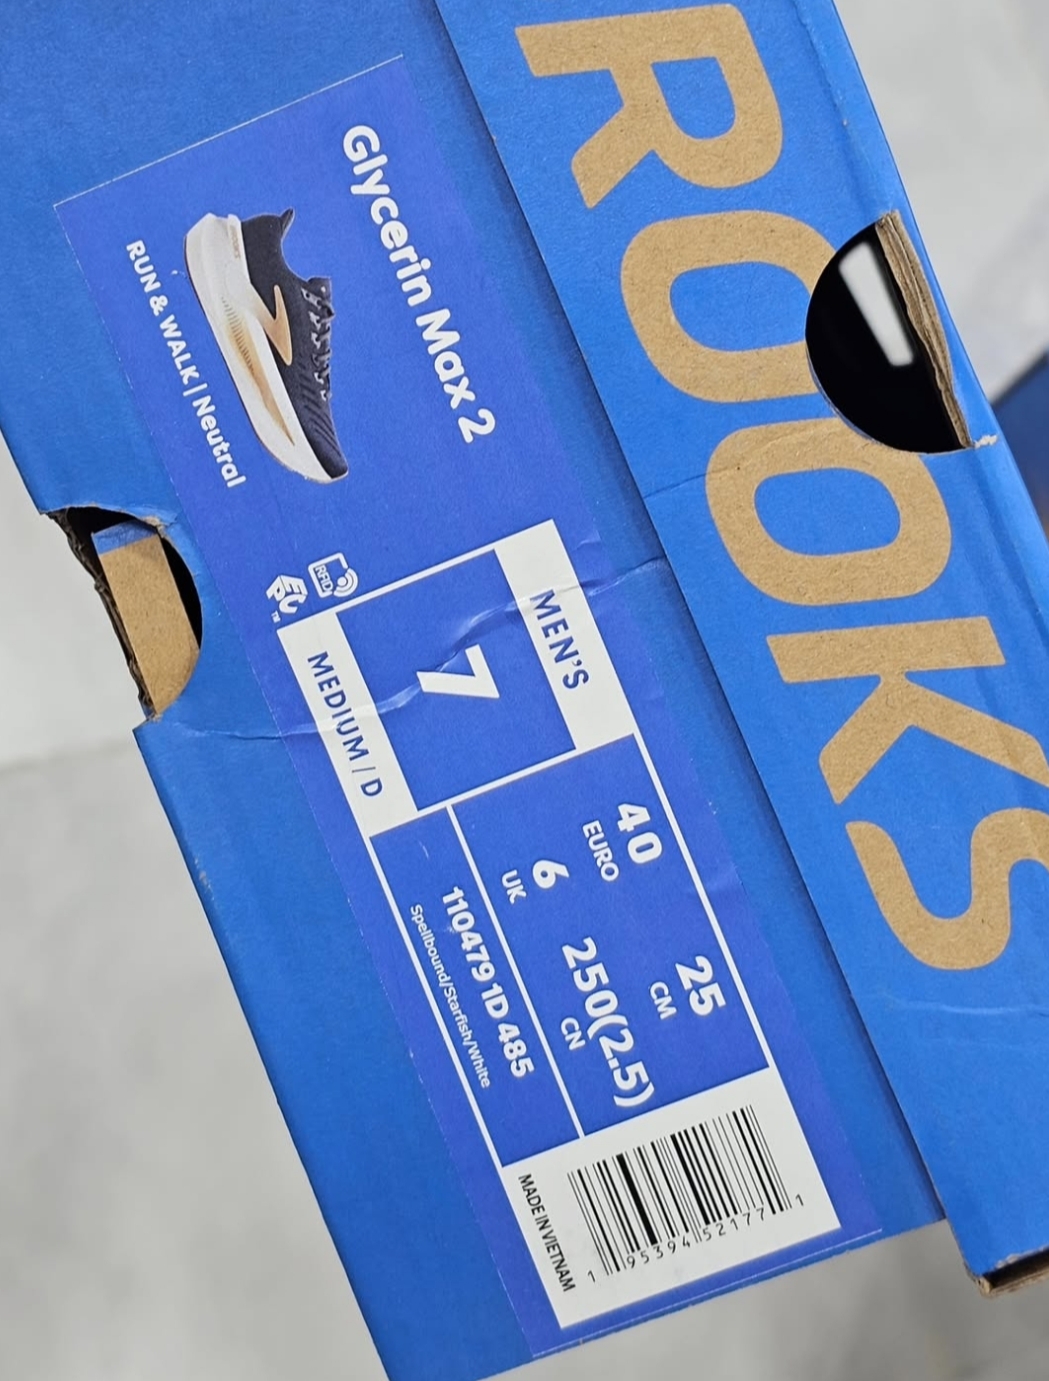 ROOKS
Glycerin Max 2
RUN & WALK | Neutral
RFID
MEN'S
7
MEDIUM / D
40
EURO
25
CM
6
UK
250(2.5)
CN
110479 1D 485
Spellbound/Starfish/White
MADE IN VIETNAM
1 95394 52177 1